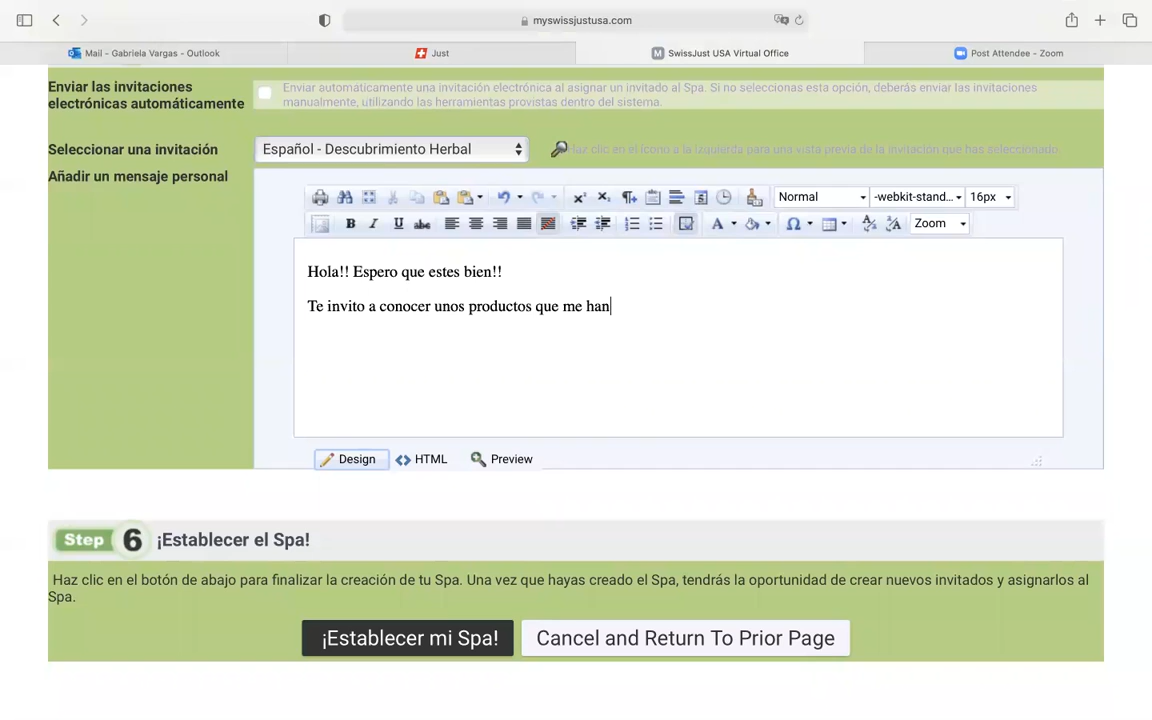 myswissjustusa.com
Mail - Gabriela Vargas - Outlook
Just
M SwissJust USA Virtual Office
Post Attendee - Zoom
Enviar las invitaciones
electrónicas automáticamente
Enviar automáticamente una invitación electrónica al asignar un invitado al Spa. Si no seleccionas esta opción, deberás enviar las invitaciones
manualmente, utilizando las herramientas provistas dentro del sistema.
Seleccionar una invitación
Español - Descubrimiento Herbal
Haz clic en el ícono a la izquierda para una vista previa de la invitación que has seleccionado.
Añadir un mensaje personal
Normal
-webkit-stand...
16px
B I U abc
Zoom
Hola!! Espero que estes bien!!
Te invito a conocer unos productos que me han
Design
HTML
Preview
Step 6 ¡Establecer el Spa!
Haz clic en el botón de abajo para finalizar la creación de tu Spa. Una vez que hayas creado el Spa, tendrás la oportunidad de crear nuevos invitados y asignarlos al
Spa.
¡Establecer mi Spa!
Cancel and Return To Prior Page